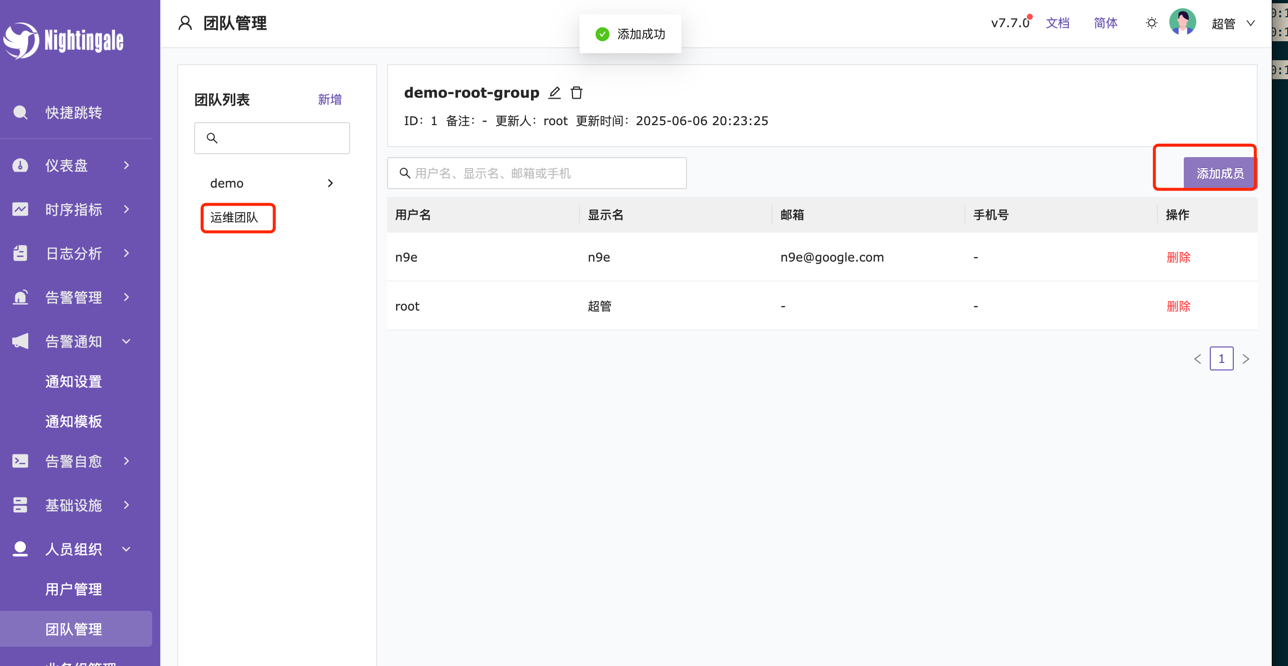 Nightingale
快捷跳转
仪表盘
时序指标
日志分析
告警管理
告警通知
通知设置
通知模板
告警自愈
基础设施
人员组织
用户管理
团队管理
团队管理
添加成功
v7.7.0
文档
简体
超管
团队列表
新增
demo
运维团队
demo-root-group
ID: 1 备注: - 更新人: root 更新时间: 2025-06-06 20:23:25
用户名、显示名、邮箱或手机
添加成员
用户名 显示名 邮箱 手机号 操作
n9e n9e n9e@google.com - 删除
root 超管 - - 删除
1